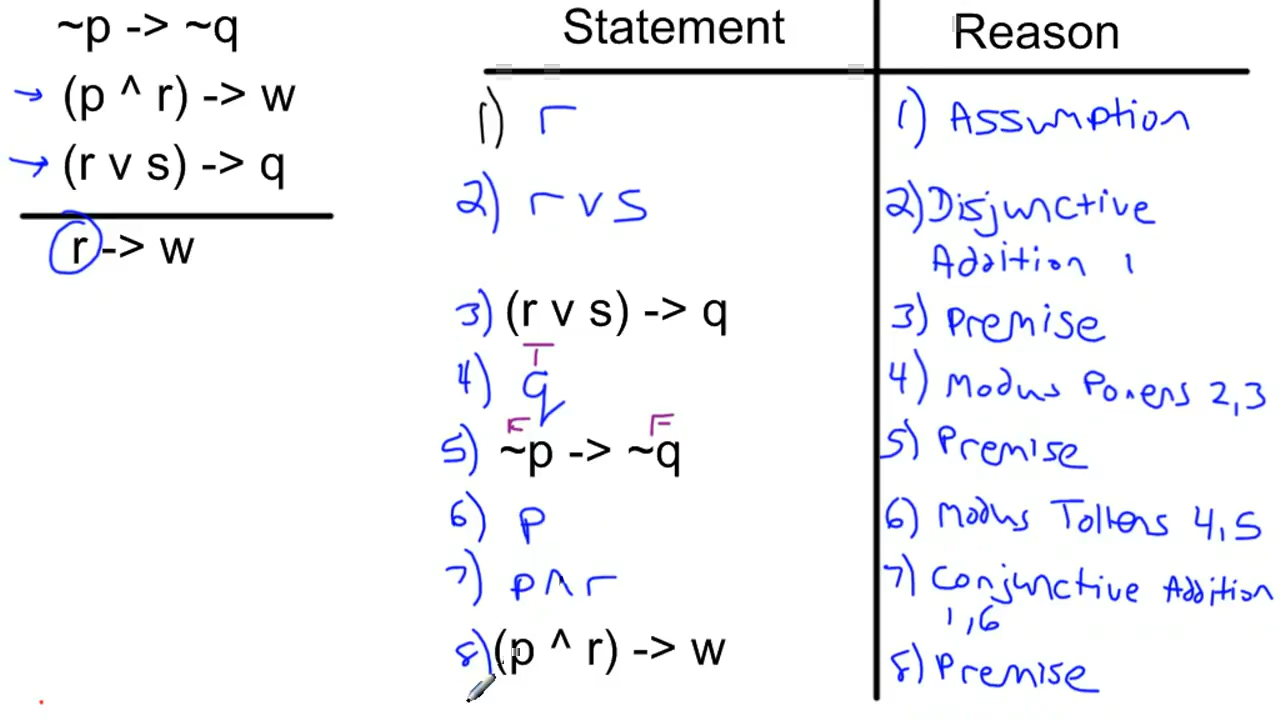 ~p -> ~q
→ (p ^ r) -> w
→ (r v s) -> q
r -> w
Statement
Reason
1) r
1) Assumption
2) r v s
2) Disjunctive
Addition 1
3) (r v s) -> q
3) Premise
T
4) q
4) Modus Ponens 2,3
F F
5) ~p -> ~q
5) Premise
6) p
6) Modus Tollens 4,5
7) p ∧ r
7) Conjunctive Addition
1,6
8) (p ^ r) -> w
8) Premise